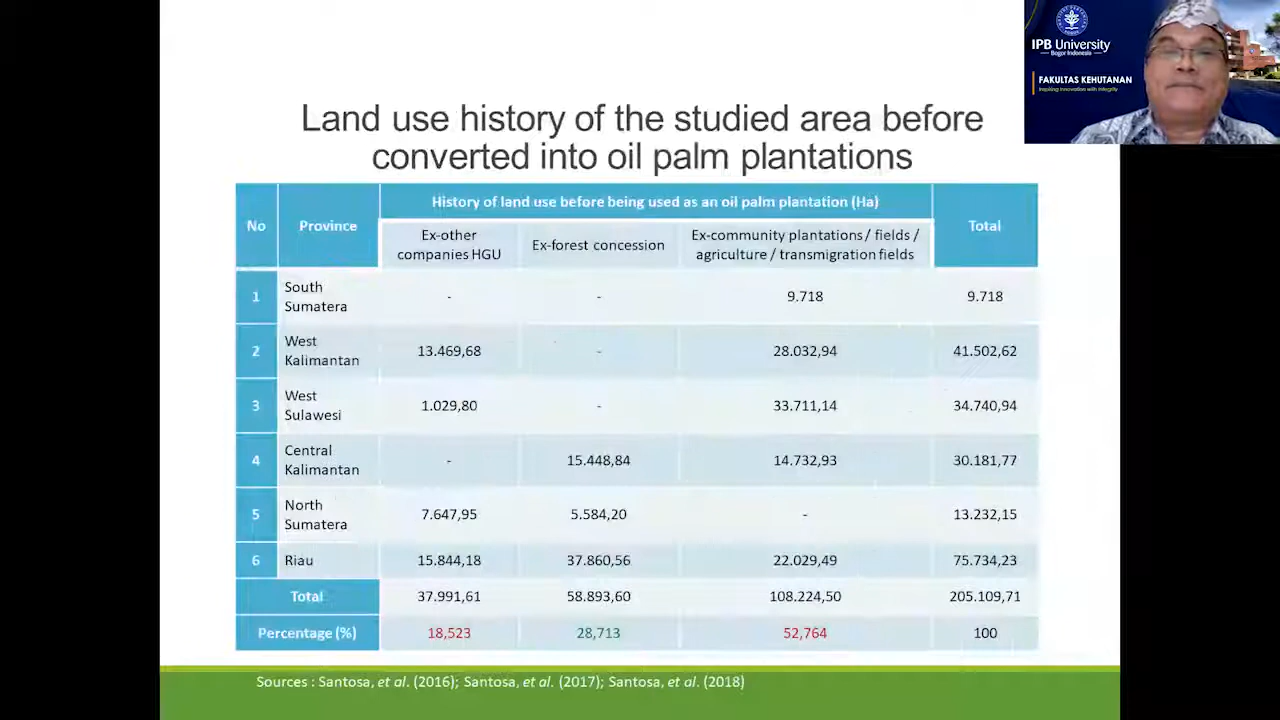 IPB University
Bogor Indonesia
FAKULTAS KEHUTANAN
Inspiring Innovation with Integrity
Land use history of the studied area before
converted into oil palm plantations
No
Province
History of land use before being used as an oil palm plantation (Ha)
Total
Ex-other
companies HGU
Ex-forest concession
Ex-community plantations / fields /
agriculture / transmigration fields
1 South Sumatera - - 9.718 9.718
2 West Kalimantan 13.469,68 - 28.032,94 41.502,62
3 West Sulawesi 1.029,80 - 33.711,14 34.740,94
4 Central Kalimantan - 15.448,84 14.732,93 30.181,77
5 North Sumatera 7.647,95 5.584,20 - 13.232,15
6 Riau 15.844,18 37.860,56 22.029,49 75.734,23
Total 37.991,61 58.893,60 108.224,50 205.109,71
Percentage (%) 18,523 28,713 52,764 100
Sources : Santosa, et al. (2016); Santosa, et al. (2017); Santosa, et al. (2018)